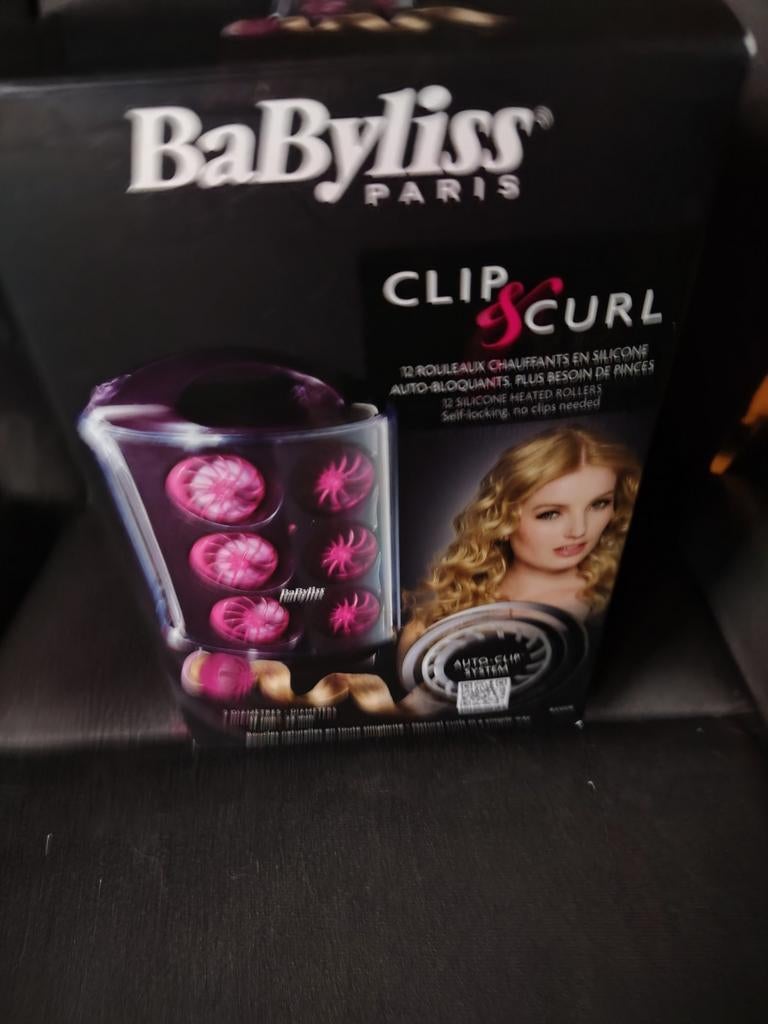 BaByliss®
PARIS
CLIP & CURL
12 ROULEAUX CHAUFFANTS EN SILICONE
AUTO-BLOQUANTS, PLUS BESOIN DE PINCES
12 SILICONE HEATED ROLLERS
Self-locking, no clips needed
BaByliss
AUTO-CLIP
SYSTEM